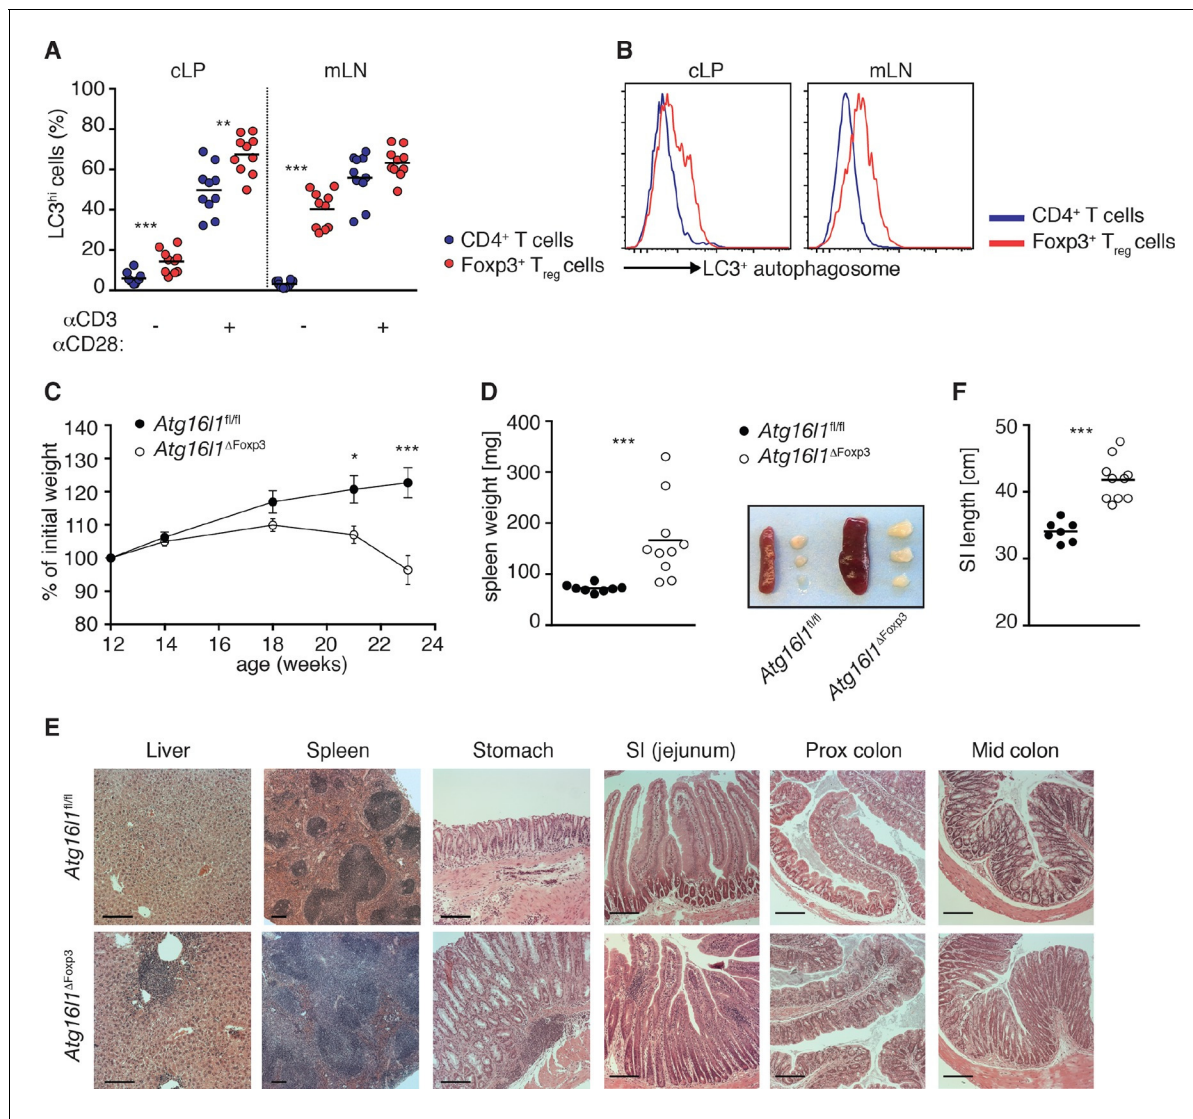 A
cLP
mLN
LC3hi cells (%)
100
80
60
40
20
0
***
**
***
αCD3
αCD28:
-
+
-
+
CD4+ T cells
Foxp3+ Treg cells
B
cLP
mLN
LC3+ autophagosome
CD4+ T cells
Foxp3+ Treg cells
C
Atg16l1fl/fl
Atg16l1ΔFoxp3
% of initial weight
140
130
120
110
100
90
80
*
***
12
14
16
18
20
22
24
age (weeks)
D
spleen weight [mg]
400
300
200
100
0
***
Atg16l1fl/fl
Atg16l1ΔFoxp3
Atg16l1fl/fl
Atg16l1ΔFoxp3
F
SI length [cm]
50
40
30
20
***
E
Liver
Spleen
Stomach
SI (jejunum)
Prox colon
Mid colon
Atg16l1fl/fl
Atg16l1ΔFoxp3